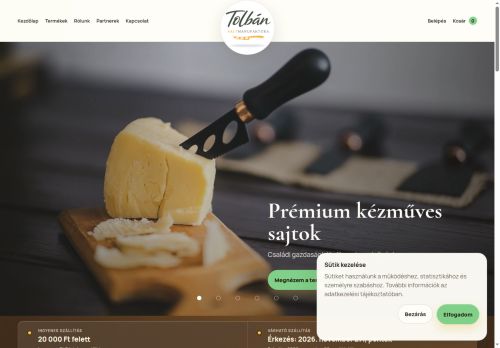 Kezdőlap Termékek Rólunk Partnerek Kapcsolat
Tolbán
SAJTMANUFAKTÚRA
Belépés Kosár 0
Prémium kézműves
sajtok
Családi gazdaság
Megnézem a
Sütik kezelése
Sütiket használunk a működéshez, statisztikához és
személyre szabáshoz. További információk az
adatkezelési tájékoztatóban.
Bezárás Elfogadom
INGYENES SZÁLLÍTÁS
20 000 Ft felett
VÁRHATÓ SZÁLLÍTÁS
Érkezés: 2026.